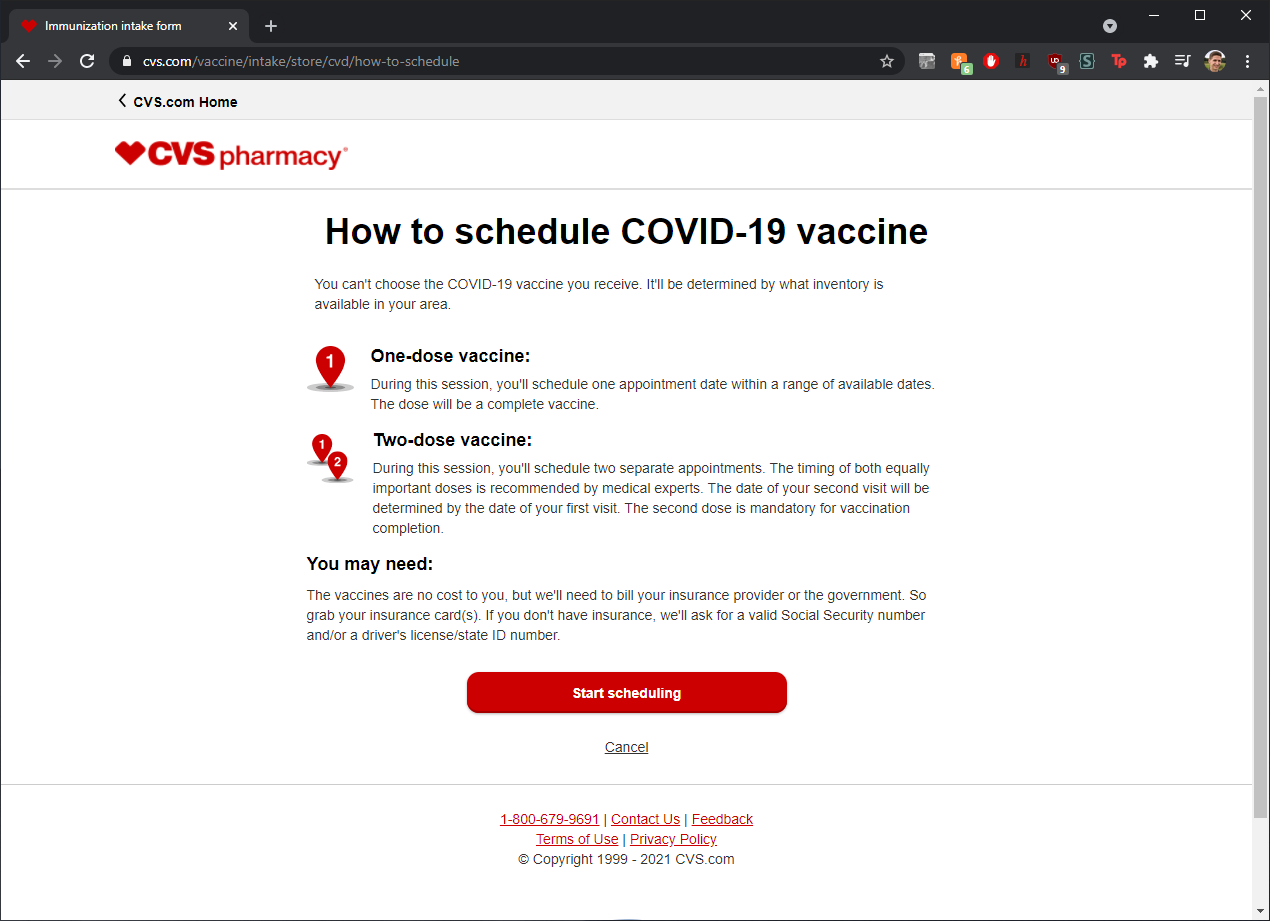 Immunization intake form
cvs.com/vaccine/intake/store/cvd/how-to-schedule
6
h
UD
9
S
Tp
CVS.com Home
CVS pharmacy®
How to schedule COVID-19 vaccine
You can't choose the COVID-19 vaccine you receive. It'll be determined by what inventory is
available in your area.
1
One-dose vaccine:
During this session, you'll schedule one appointment date within a range of available dates.
The dose will be a complete vaccine.
1
2
Two-dose vaccine:
During this session, you'll schedule two separate appointments. The timing of both equally
important doses is recommended by medical experts. The date of your second visit will be
determined by the date of your first visit. The second dose is mandatory for vaccination
completion.
You may need:
The vaccines are no cost to you, but we'll need to bill your insurance provider or the government. So
grab your insurance card(s). If you don't have insurance, we'll ask for a valid Social Security number
and/or a driver's license/state ID number.
Start scheduling
Cancel
1-800-679-9691 | Contact Us | Feedback
Terms of Use | Privacy Policy
© Copyright 1999 - 2021 CVS.com